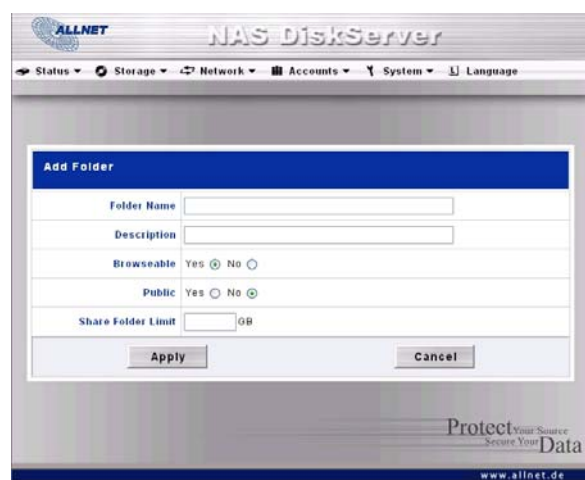 ALLNET
NAS DiskServer
Status Storage Network Accounts System Language
Add Folder
Folder Name
Description
Browseable Yes No
Public Yes No
Share Folder Limit GB
Apply Cancel
Protect Your Source
Secure Your Data
www.allnet.de